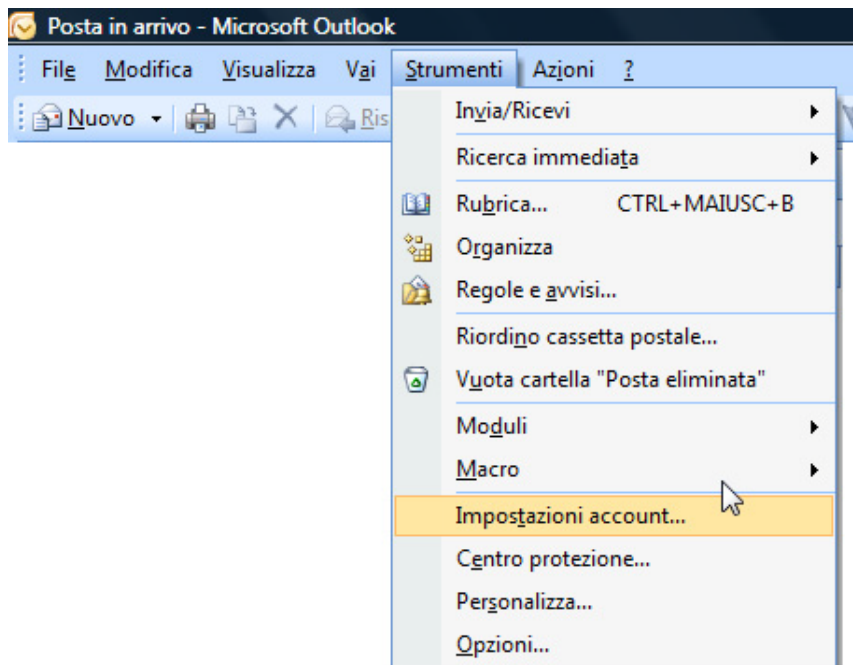 Posta in arrivo - Microsoft Outlook
File Modifica Visualizza Vai Strumenti Azioni ?
Nuovo Ris
Invia/Ricevi
Ricerca immediata
Rubrica... CTRL+MAIUSC+B
Organizza
Regole e avvisi...
Riordino cassetta postale...
Vuota cartella "Posta eliminata"
Moduli
Macro
Impostazioni account...
Centro protezione...
Personalizza...
Opzioni...